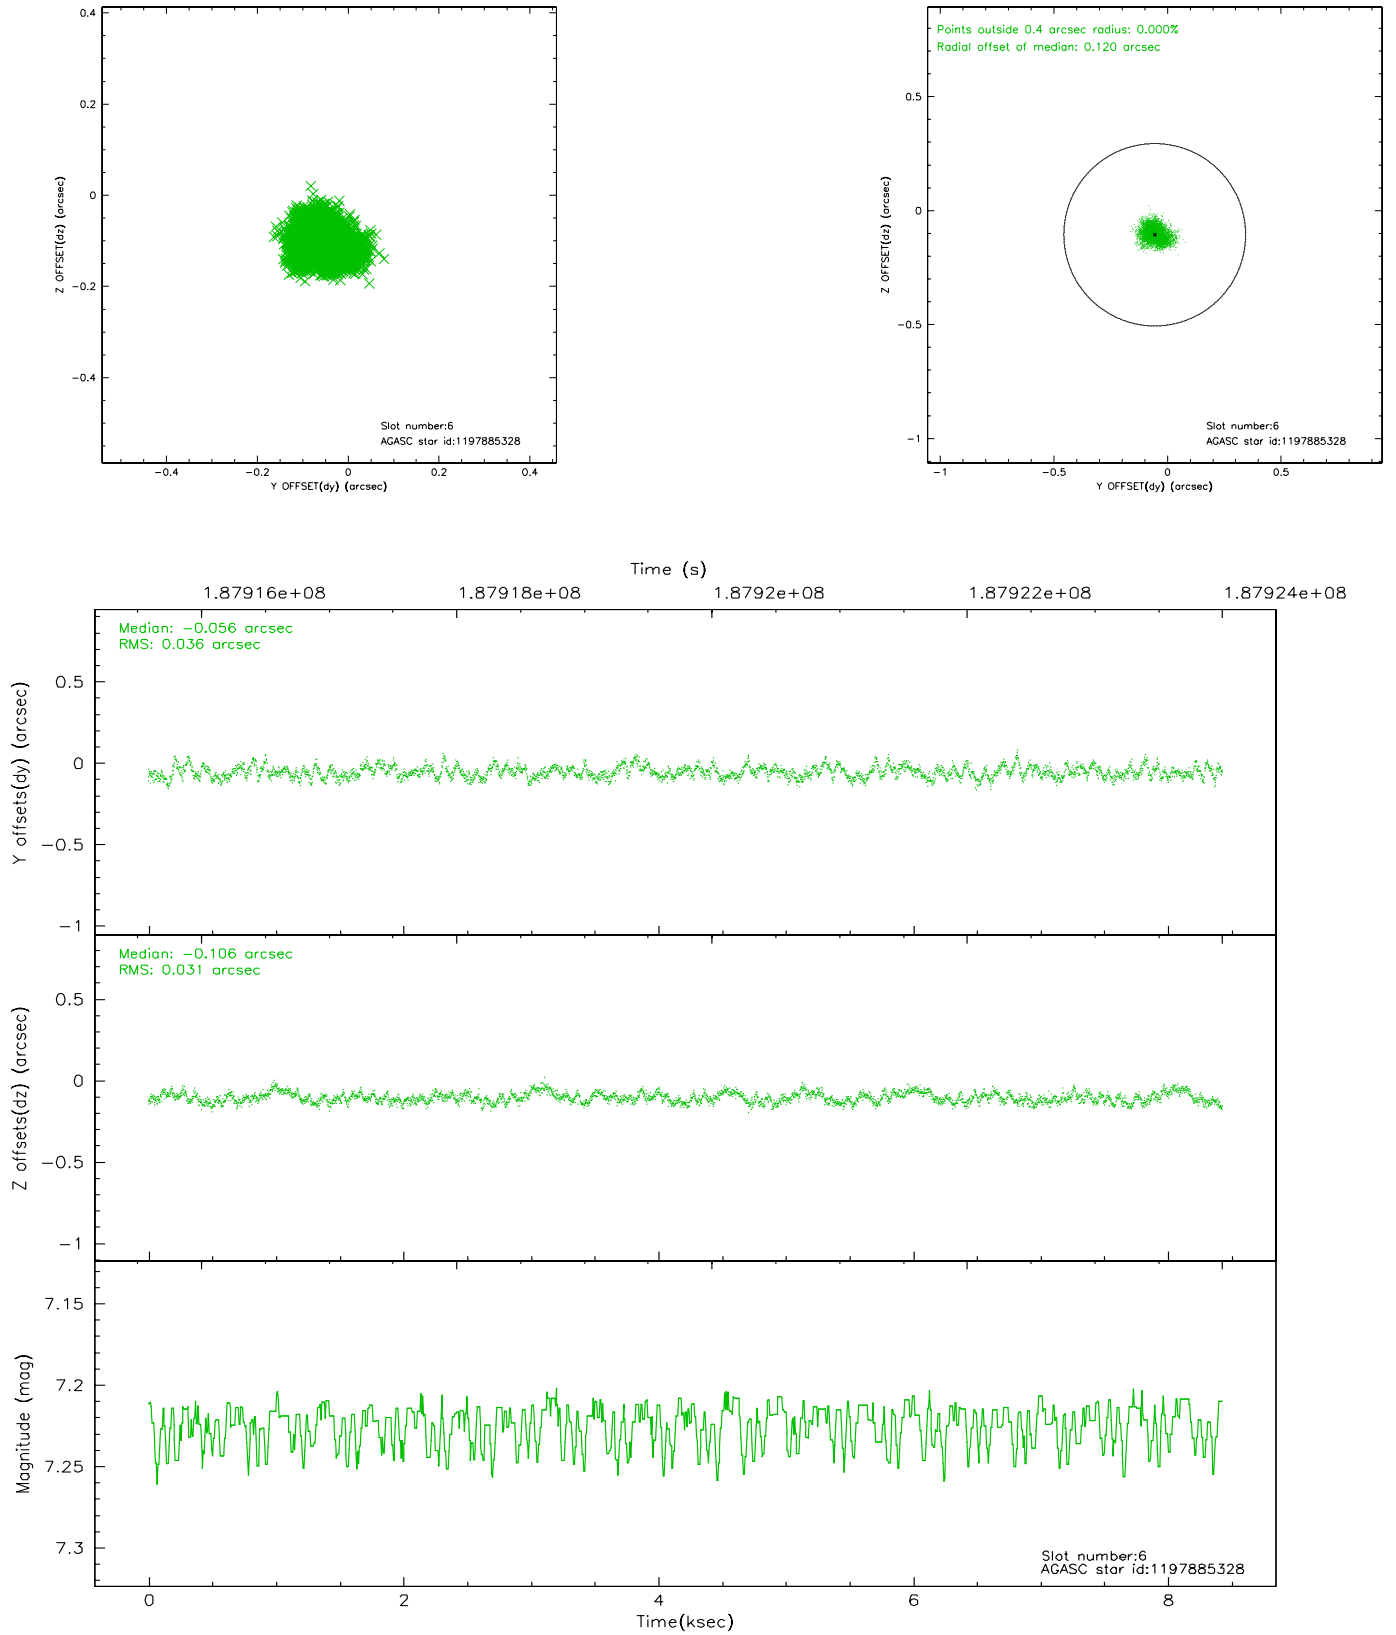 0.4
0.2
0
−0.2
−0.4
Z OFFSET(dz) (arcsec)
Slot number:6
AGASC star id:1197885328
−0.4 −0.2 0 0.2 0.4
Y OFFSET(dy) (arcsec)
Points outside 0.4 arcsec radius: 0.000%
Radial offset of median: 0.120 arcsec
0.5
0
−0.5
−1
Z OFFSET(dz) (arcsec)
Slot number:6
AGASC star id:1197885328
−1 −0.5 0 0.5
Y OFFSET(dy) (arcsec)
Time (s)
1.87916e+08 1.87918e+08 1.8792e+08 1.87922e+08 1.87924e+08
Median: −0.056 arcsec
RMS: 0.036 arcsec
0.5
0
−0.5
−1
Y offsets(dy) (arcsec)
Median: −0.106 arcsec
RMS: 0.031 arcsec
0.5
0
−0.5
−1
Z offsets(dz) (arcsec)
7.15
7.2
7.25
7.3
Magnitude (mag)
Slot number:6
AGASC star id:1197885328
0 2 4 6 8
Time(ksec)